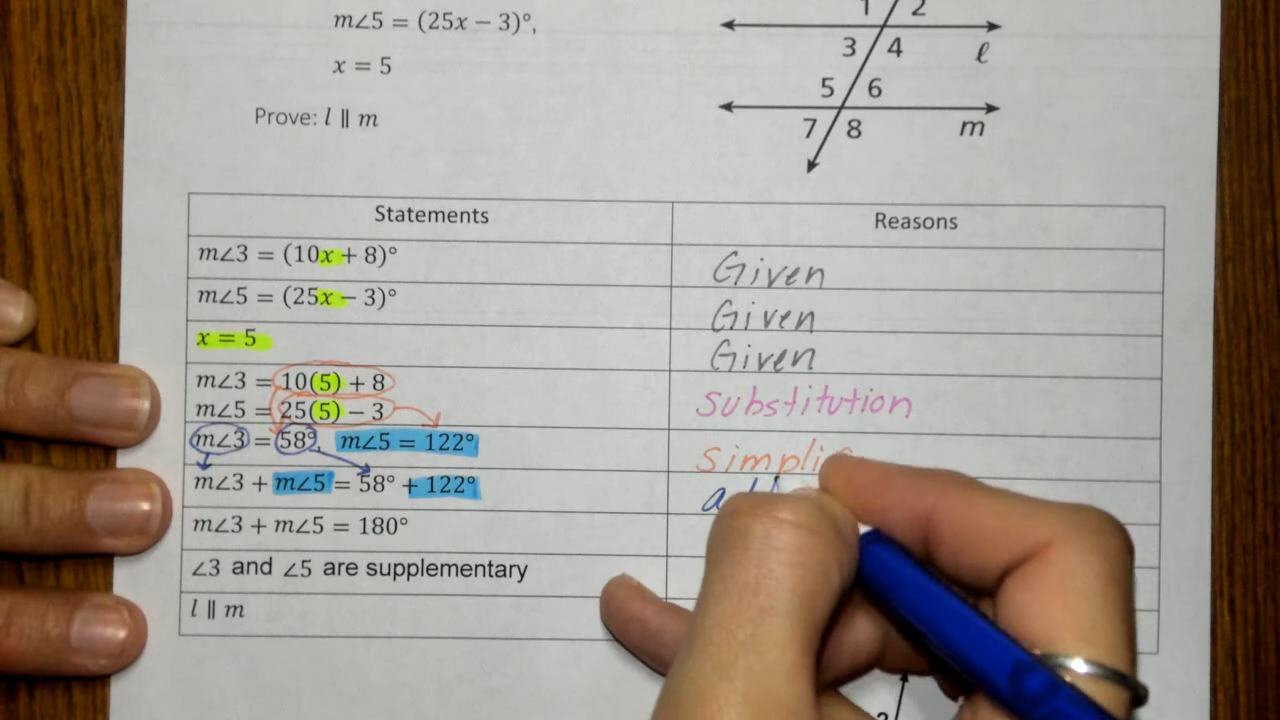 m∠5 = (25x − 3)°,
x = 5
Prove: l ∥ m
1 2
3 4 ℓ
5 6
7 8 m
Statements Reasons
m∠3 = (10x + 8)° Given
m∠5 = (25x − 3)° Given
x = 5 Given
m∠3 = 10(5) + 8
m∠5 = 25(5) − 3 substitution
m∠3 = 58°, m∠5 = 122°
m∠3 + m∠5 = 58° + 122°
m∠3 + m∠5 = 180°
∠3 and ∠5 are supplementary
l ∥ m